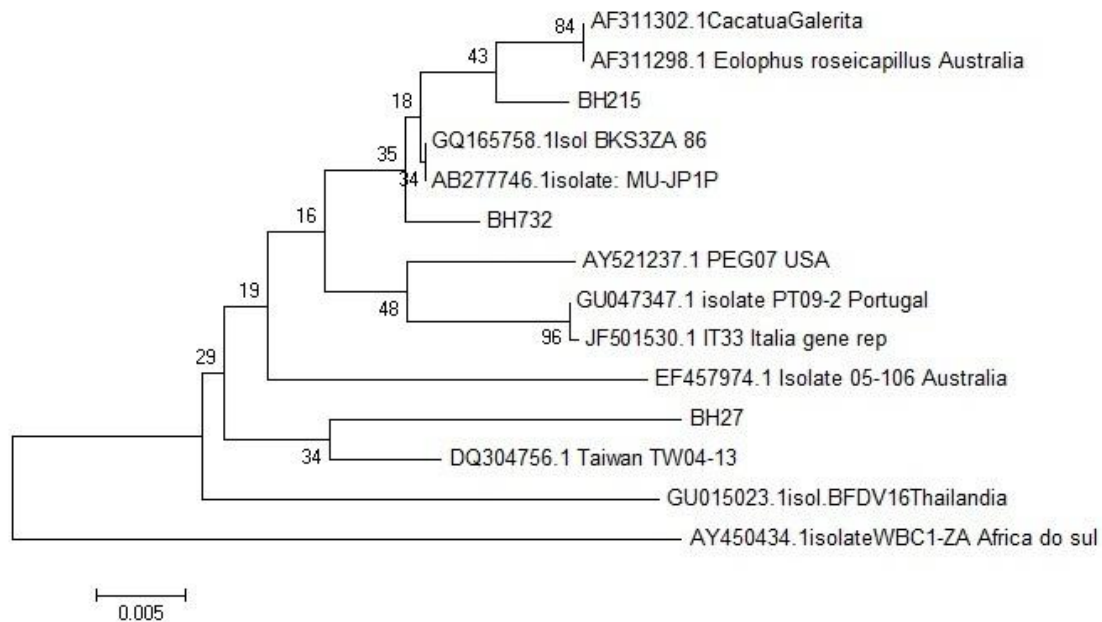 84
AF311302.1CacatuaGalerita
AF311298.1 Eolophus roseicapillus Australia
43
BH215
18
GQ165758.1Isol BKS3ZA 86
35
34
AB277746.1isolate: MU-JP1P
BH732
16
AY521237.1 PEG07 USA
48
GU047347.1 isolate PT09-2 Portugal
96
JF501530.1 IT33 Italia gene rep
19
EF457974.1 Isolate 05-106 Australia
29
BH27
34
DQ304756.1 Taiwan TW04-13
GU015023.1isol.BFDV16Thailandia
AY450434.1isolateWBC1-ZA Africa do sul
0.005